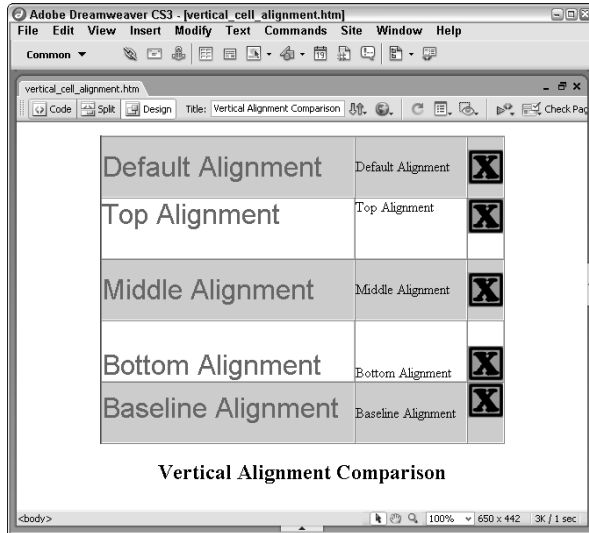 Adobe Dreamweaver CS3 - [vertical_cell_alignment.htm]
File Edit View Insert Modify Text Commands Site Window Help
Common
vertical_cell_alignment.htm
Code Split Design Title: Vertical Alignment Comparison Check Pag
Default Alignment Default Alignment X
Top Alignment Top Alignment X
Middle Alignment Middle Alignment X
Bottom Alignment Bottom Alignment X
Baseline Alignment Baseline Alignment X
Vertical Alignment Comparison
<body> 100% 650 x 442 3K / 1 sec